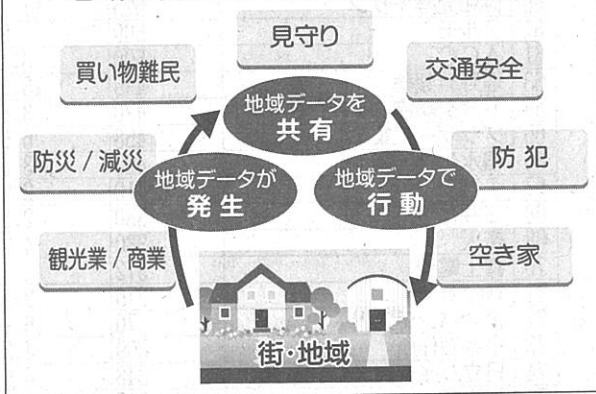 見守り
買い物難民
交通安全
地域データを
共有
防災 / 減災
防犯
地域データが
発生
地域データで
行動
観光業 / 商業
空き家
街・地域